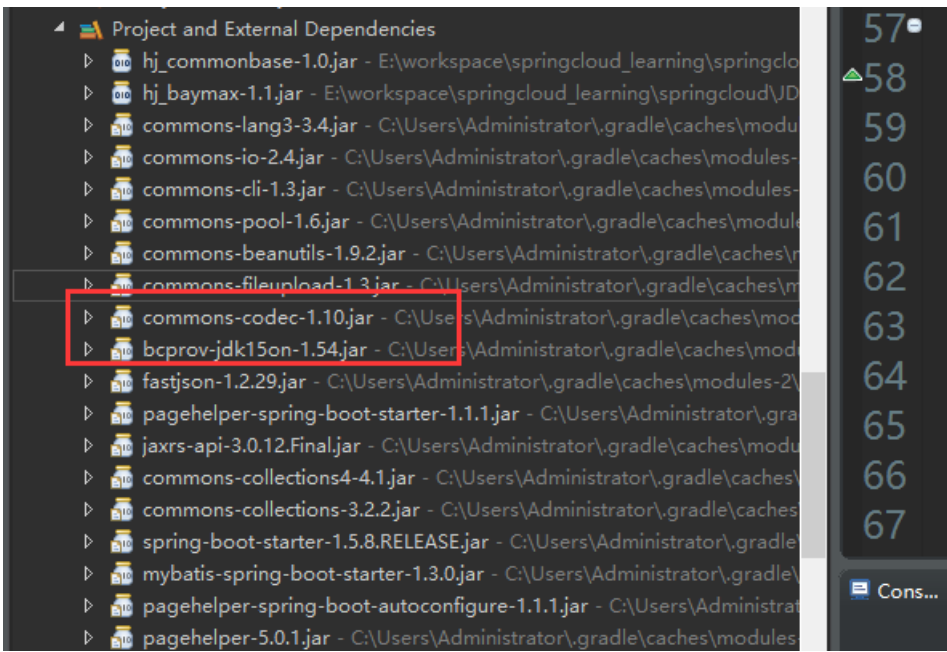 Project and External Dependencies
hj_commonbase-1.0.jar - E:\workspace\springcloud_learning\springclo
hj_baymax-1.1.jar - E:\workspace\springcloud_learning\springcloud\JD
commons-lang3-3.4.jar - C:\Users\Administrator\.gradle\caches\modu
commons-io-2.4.jar - C:\Users\Administrator\.gradle\caches\modules-
commons-cli-1.3.jar - C:\Users\Administrator\.gradle\caches\modules-
commons-pool-1.6.jar - C:\Users\Administrator\.gradle\caches\module
commons-beanutils-1.9.2.jar - C:\Users\Administrator\.gradle\caches\
commons-fileupload-1.3.jar - C:\Users\Administrator\.gradle\caches\m
commons-codec-1.10.jar - C:\Users\Administrator\.gradle\caches\mod
bcprov-jdk15on-1.54.jar - C:\Users\Administrator\.gradle\caches\mod
fastjson-1.2.29.jar - C:\Users\Administrator\.gradle\caches\modules-2\
pagehelper-spring-boot-starter-1.1.1.jar - C:\Users\Administrator\.gra
jaxrs-api-3.0.12.Final.jar - C:\Users\Administrator\.gradle\caches\modu
commons-collections4-4.1.jar - C:\Users\Administrator\.gradle\caches\
commons-collections-3.2.2.jar - C:\Users\Administrator\.gradle\caches
spring-boot-starter-1.5.8.RELEASE.jar - C:\Users\Administrator\.gradle\
mybatis-spring-boot-starter-1.3.0.jar - C:\Users\Administrator\.gradle\
pagehelper-spring-boot-autoconfigure-1.1.1.jar - C:\Users\Administrat
pagehelper-5.0.1.jar - C:\Users\Administrator\.gradle\caches\modules-
57
58
59
60
61
62
63
64
65
66
67
Cons...